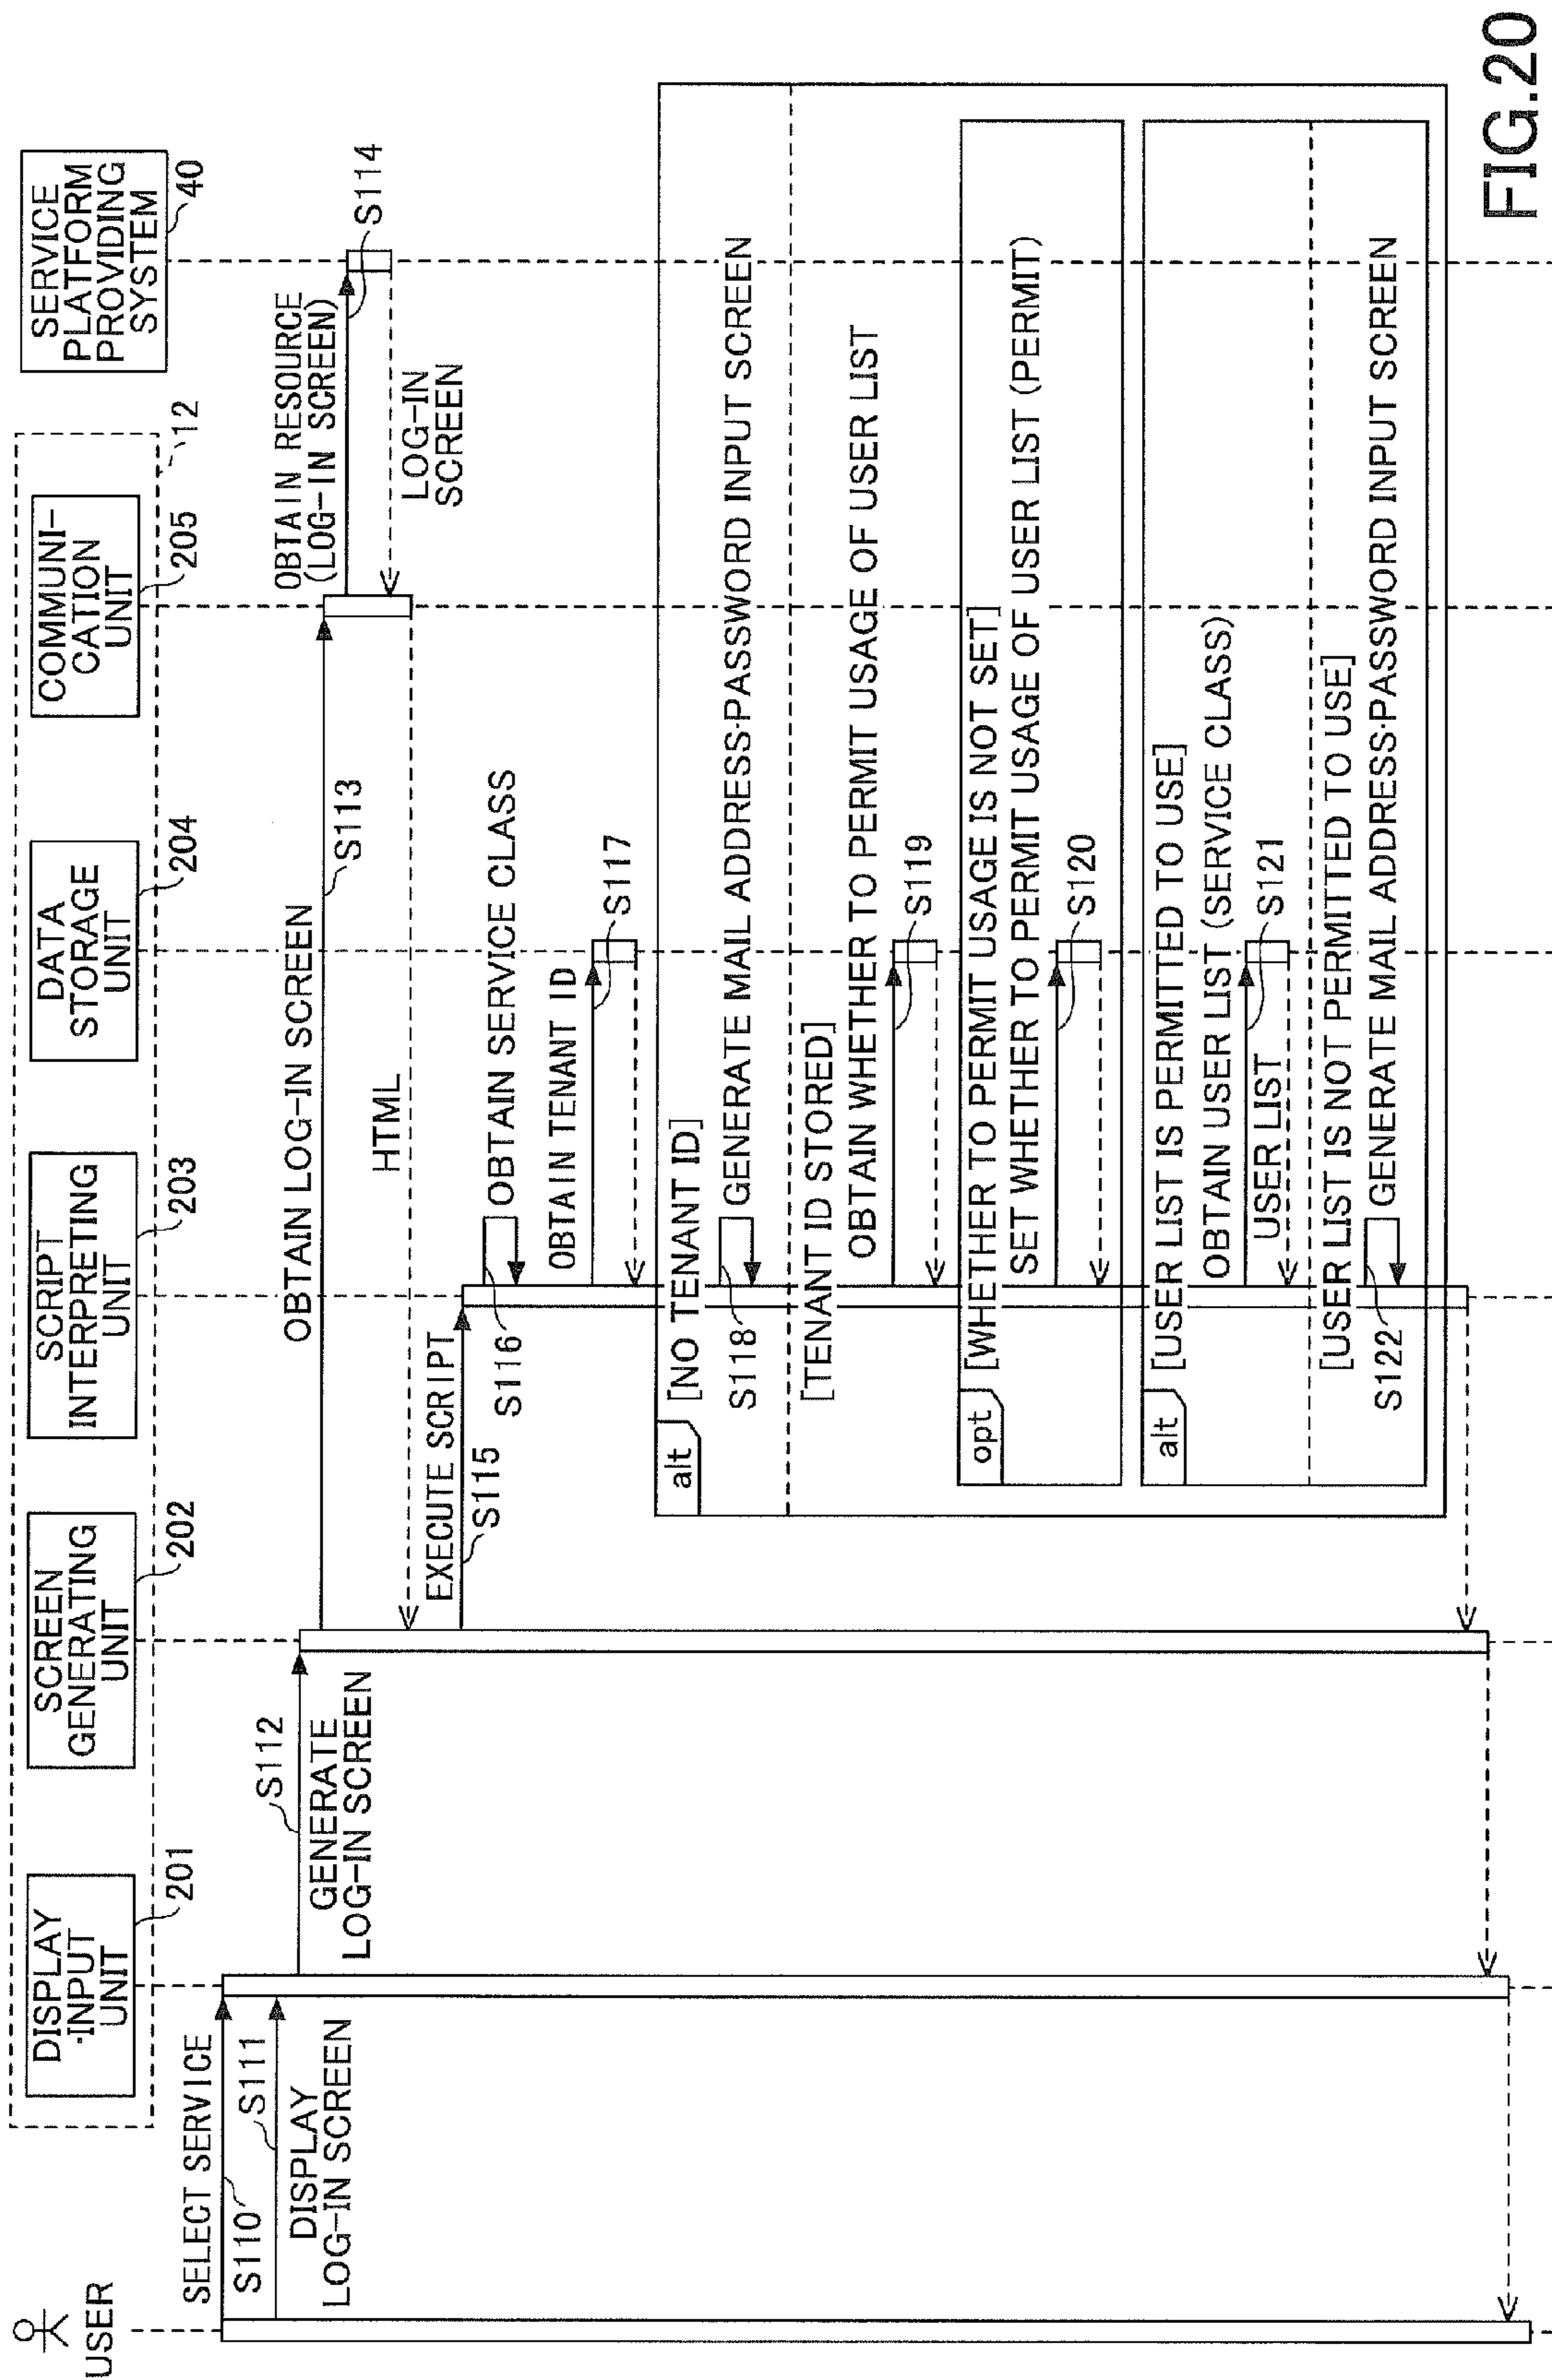 USER
DISPLAY
·INPUT
UNIT
201
SCREEN
GENERATING
UNIT
202
SCRIPT
INTERPRETING
UNIT
203
DATA
STORAGE
UNIT
204
COMMUNI-
CATION
UNIT
205
12
SERVICE
PLATFORM
PROVIDING
SYSTEM
40
SELECT SERVICE
S110
S111
DISPLAY
LOG-IN SCREEN
S112
GENERATE
LOG-IN SCREEN
OBTAIN LOG-IN SCREEN
S113
OBTAIN RESOURCE
(LOG-IN SCREEN)
S114
LOG-IN
SCREEN
HTML
EXECUTE SCRIPT
S115
S116
OBTAIN SERVICE CLASS
OBTAIN TENANT ID
S117
alt
[NO TENANT ID]
S118
GENERATE MAIL ADDRESS·PASSWORD INPUT SCREEN
[TENANT ID STORED]
OBTAIN WHETHER TO PERMIT USAGE OF USER LIST
S119
opt
[WHETHER TO PERMIT USAGE IS NOT SET]
SET WHETHER TO PERMIT USAGE OF USER LIST (PERMIT)
S120
alt
[USER LIST IS PERMITTED TO USE]
OBTAIN USER LIST (SERVICE CLASS)
S121
USER LIST
[USER LIST IS NOT PERMITTED TO USE]
S122
GENERATE MAIL ADDRESS·PASSWORD INPUT SCREEN
FIG.20